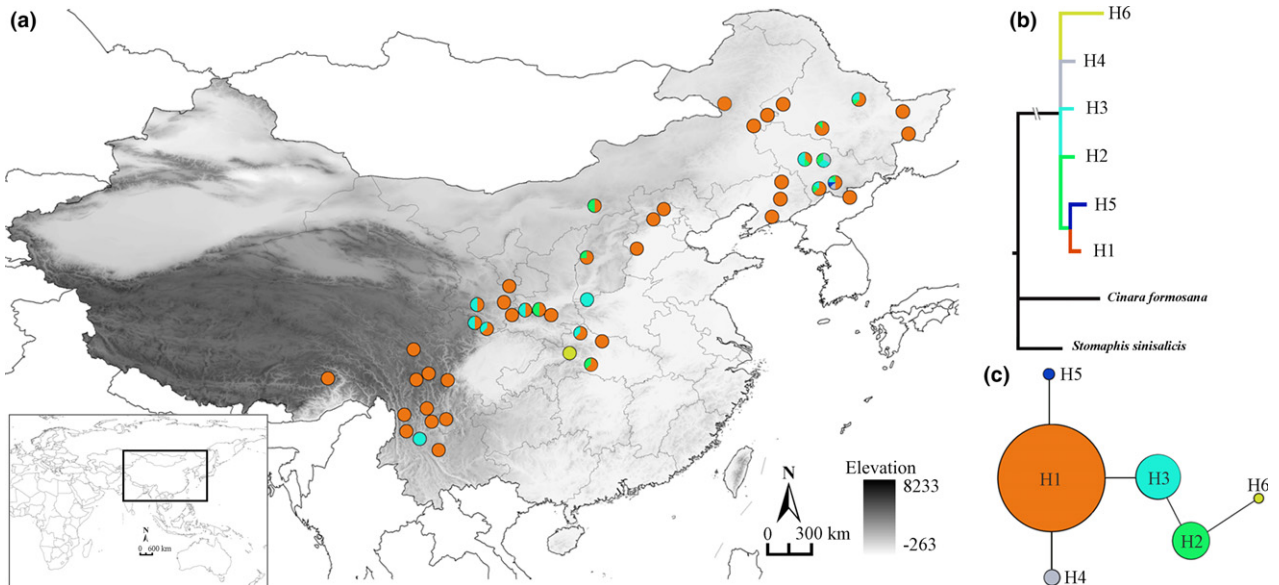 (a)
N
0 600 km
N
0 300 km
Elevation
8233
-263
(b)
H6
H4
H3
H2
H5
H1
Cinara formosana
Stomaphis sinisalicis
(c)
H5
H1
H3
H6
H2
H4